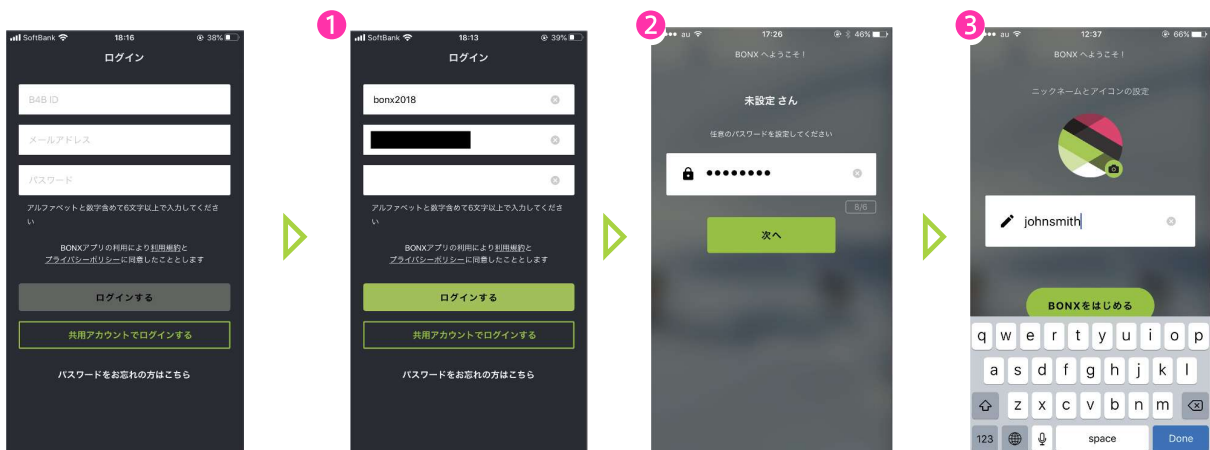 SoftBank 18:16 38%
ログイン
B4B ID
メールアドレス
パスワード
アルファベットと数字含めて6文字以上で入力してくださ
い
BONXアプリの利用により利用規約と
プライバシーポリシーに同意したこととします
ログインする
共用アカウントでログインする
パスワードをお忘れの方はこちら
1
SoftBank 18:13 39%
ログイン
bonx2018
アルファベットと数字含めて6文字以上で入力してくださ
い
BONXアプリの利用により利用規約と
プライバシーポリシーに同意したこととします
ログインする
共用アカウントでログインする
パスワードをお忘れの方はこちら
2
au 17:26 46%
BONX へようこそ！
未設定 さん
任意のパスワードを設定してください
••••••••
次へ
3
au 12:37 66%
BONX へようこそ！
ニックネームとアイコンの設定
johnsmith
BONXをはじめる
q w e r t y u i o p
a s d f g h j k l
z x c v b n m
123 space Done